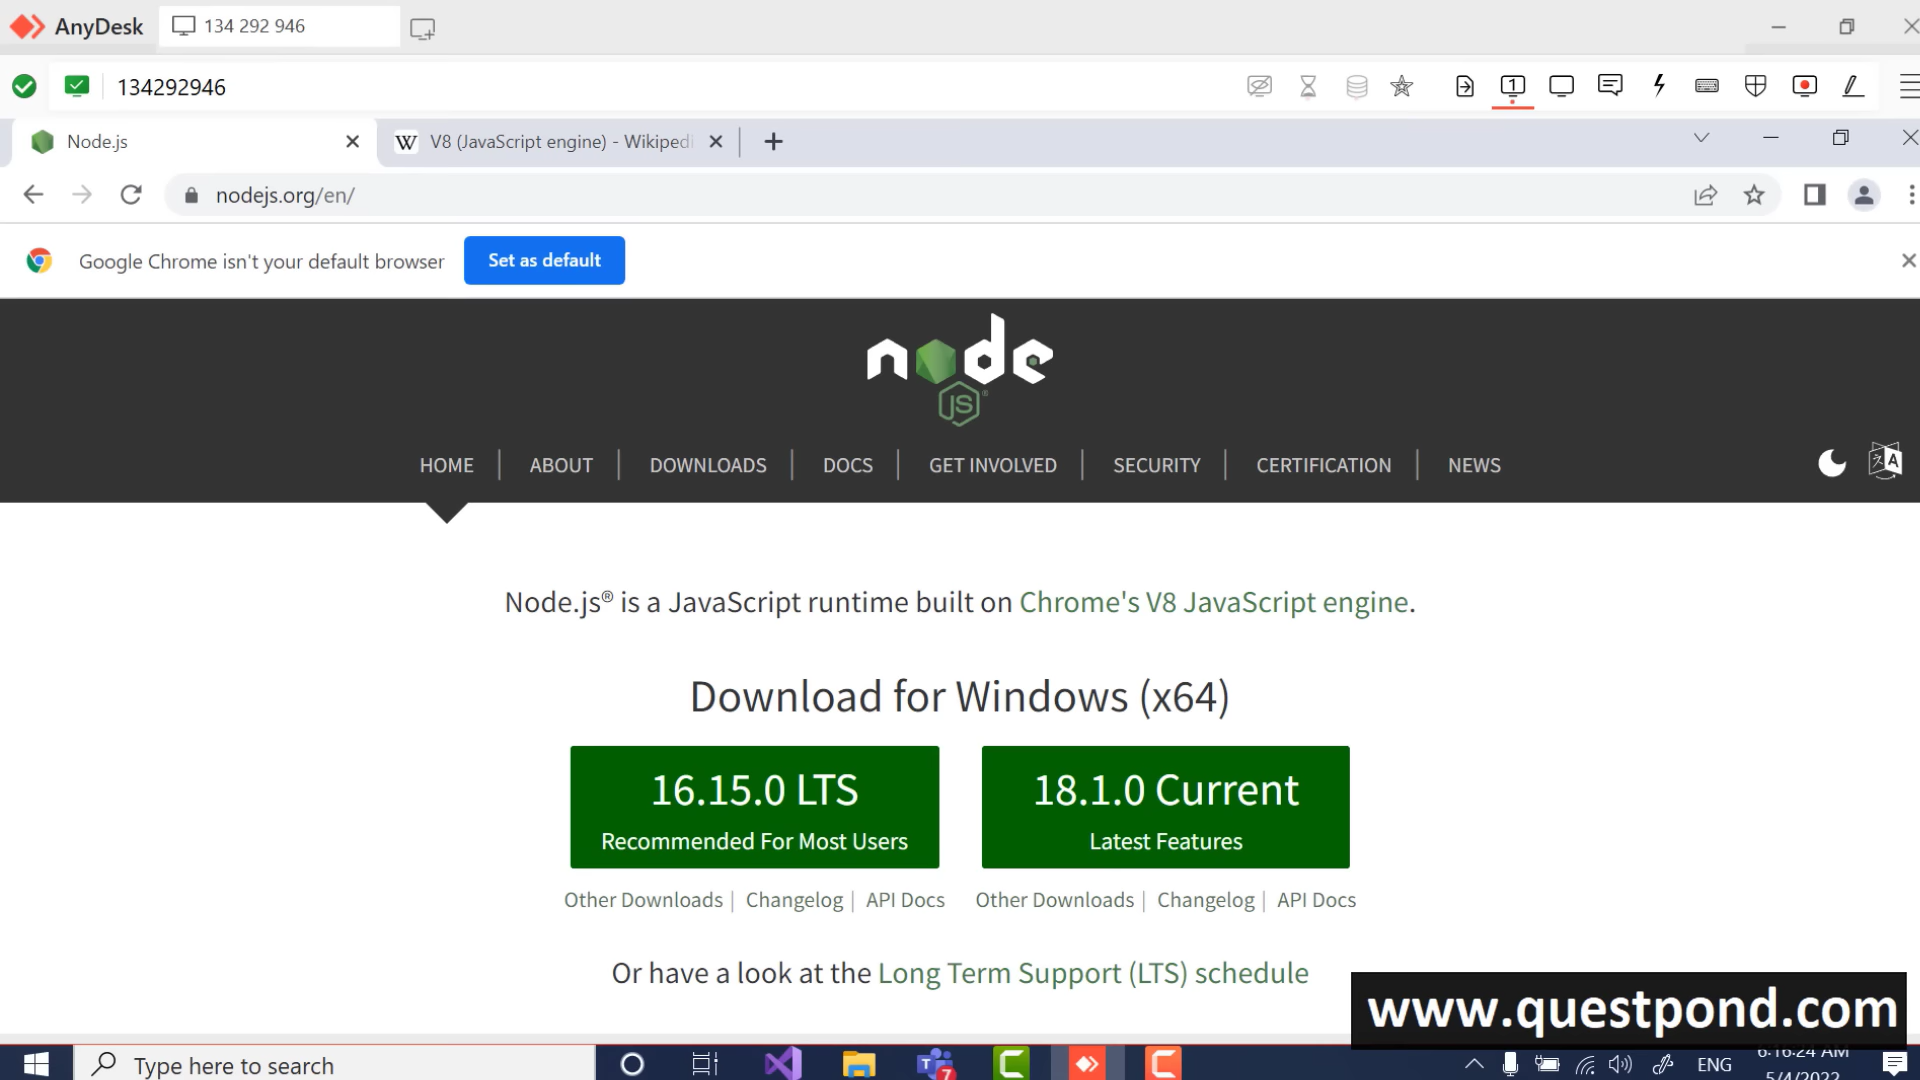 AnyDesk
134 292 946
134292946
1
Node.js
V8 (JavaScript engine) - Wikipedi
nodejs.org/en/
Google Chrome isn't your default browser
Set as default
node
JS
HOME
ABOUT
DOWNLOADS
DOCS
GET INVOLVED
SECURITY
CERTIFICATION
NEWS
Node.js® is a JavaScript runtime built on Chrome's V8 JavaScript engine.
Download for Windows (x64)
16.15.0 LTS
Recommended For Most Users
18.1.0 Current
Latest Features
Other Downloads | Changelog | API Docs
Other Downloads | Changelog | API Docs
Or have a look at the Long Term Support (LTS) schedule
www.questpond.com
Type here to search
7
ENG
6:16:24 AM
5/4/2022